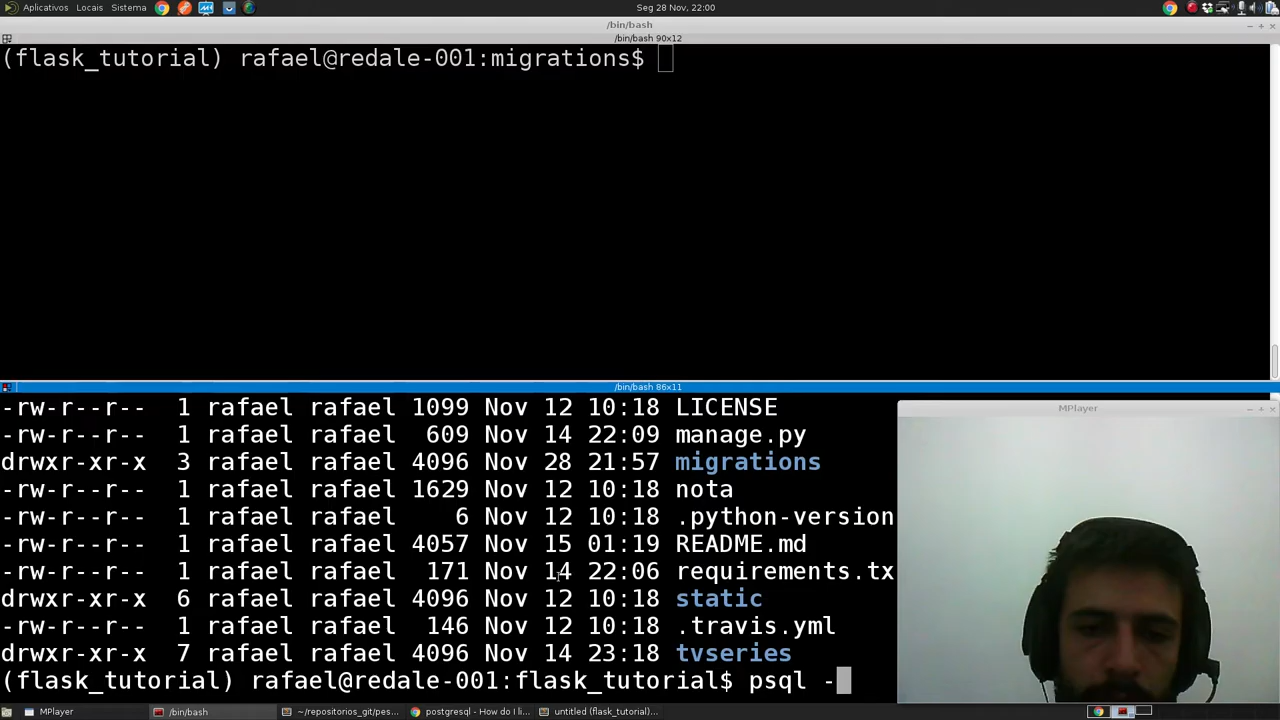 Aplicativos Locais Sistema Seg 28 Nov, 22:00
/bin/bash
/bin/bash 90x12
(flask_tutorial) rafael@redale-001:migrations$
/bin/bash 86x11
-rw-r--r-- 1 rafael rafael 1099 Nov 12 10:18 LICENSE
-rw-r--r-- 1 rafael rafael 609 Nov 14 22:09 manage.py
drwxr-xr-x 3 rafael rafael 4096 Nov 28 21:57 migrations
-rw-r--r-- 1 rafael rafael 1629 Nov 12 10:18 nota
-rw-r--r-- 1 rafael rafael 6 Nov 12 10:18 .python-version
-rw-r--r-- 1 rafael rafael 4057 Nov 15 01:19 README.md
-rw-r--r-- 1 rafael rafael 171 Nov 14 22:06 requirements.tx
drwxr-xr-x 6 rafael rafael 4096 Nov 12 10:18 static
-rw-r--r-- 1 rafael rafael 146 Nov 12 10:18 .travis.yml
drwxr-xr-x 7 rafael rafael 4096 Nov 14 23:18 tvseries
(flask_tutorial) rafael@redale-001:flask_tutorial$ psql -
MPlayer
MPlayer /bin/bash ~/repositorios_git/pes... postgresql - How do I li... untitled (flask_tutorial)...